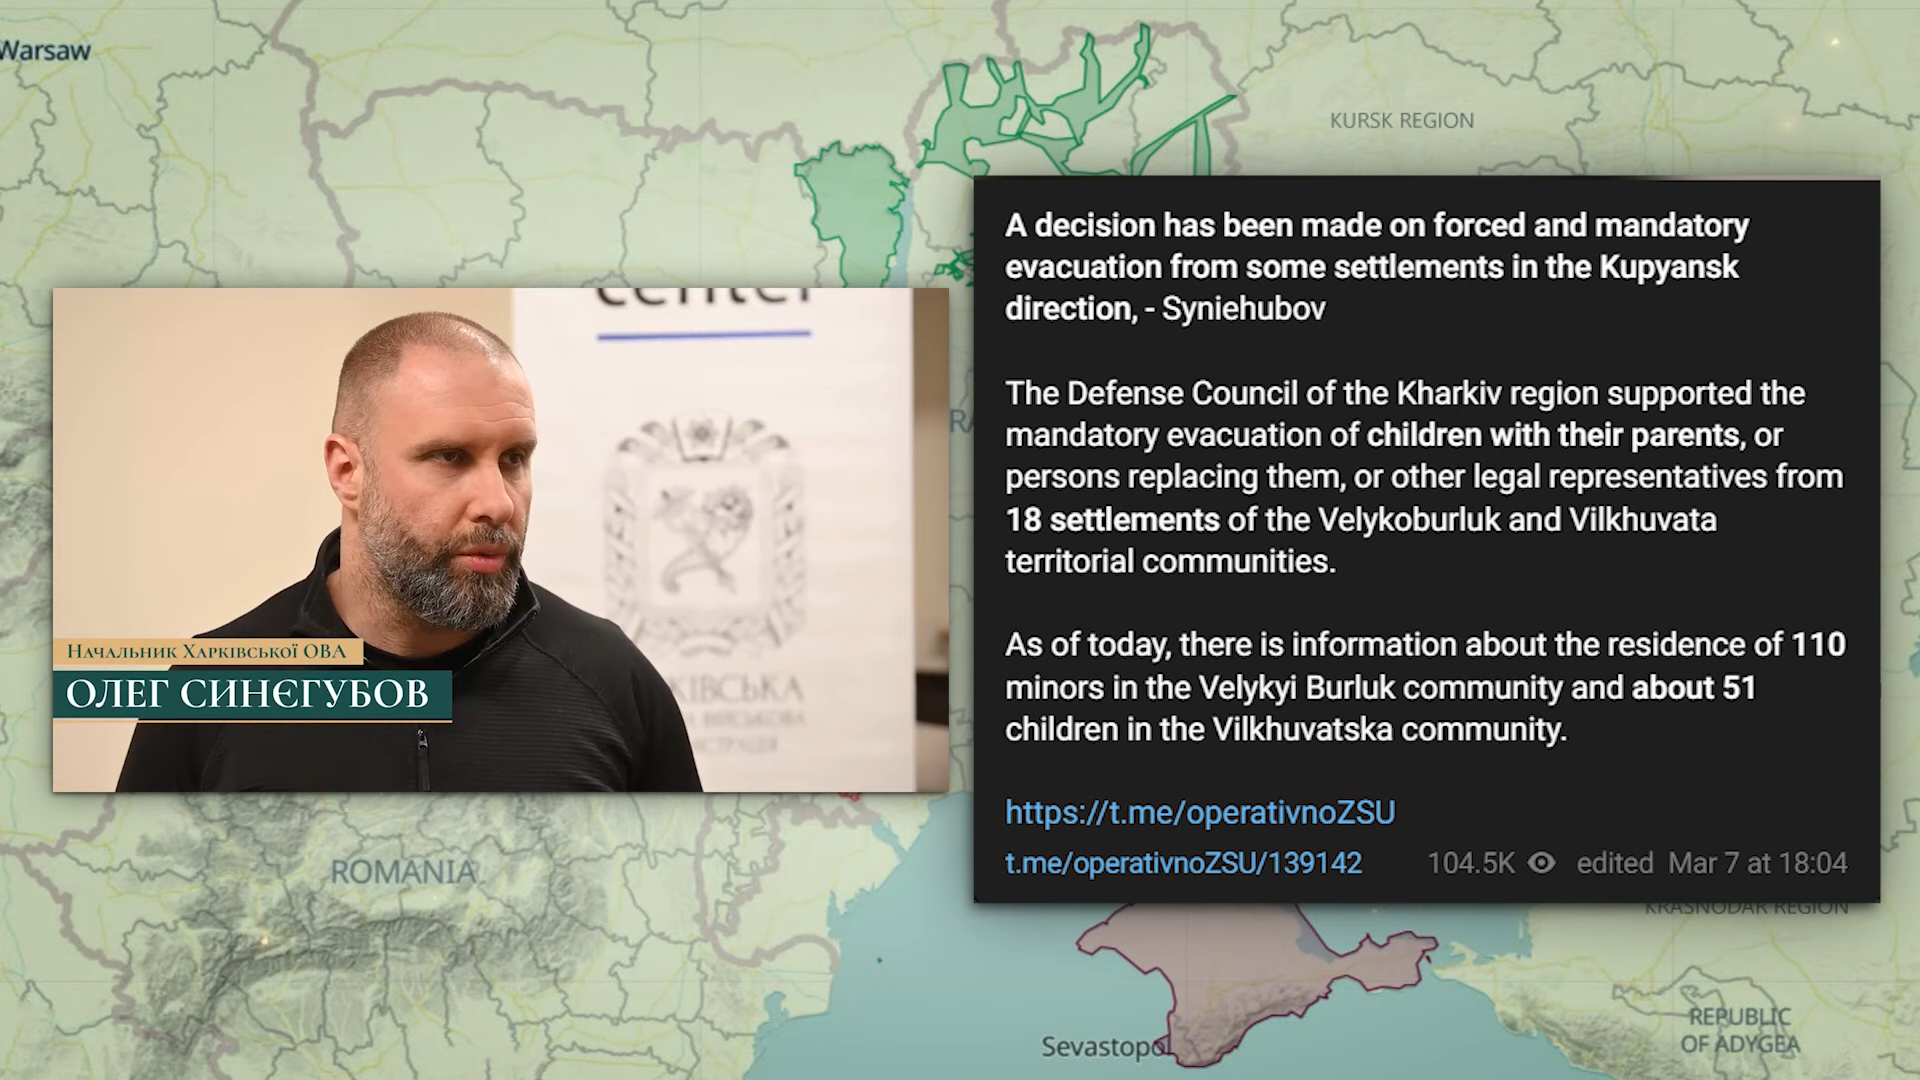 Warsaw
KURSK REGION
A decision has been made on forced and mandatory
evacuation from some settlements in the Kupyansk
direction, - Syniehubov
The Defense Council of the Kharkiv region supported the
mandatory evacuation of children with their parents, or
persons replacing them, or other legal representatives from
18 settlements of the Velykoburluk and Vilkhuvata
territorial communities.
As of today, there is information about the residence of 110
minors in the Velykyi Burluk community and about 51
children in the Vilkhuvatska community.
https://t.me/operativnoZSU
t.me/operativnoZSU/139142 104.5K edited Mar 7 at 18:04
center
Начальник Харківської ОВА
ОЛЕГ СИНЄГУБОВ
ROMANIA
KRASNODAR REGION
Sevastopol
REPUBLIC
OF ADYGEA